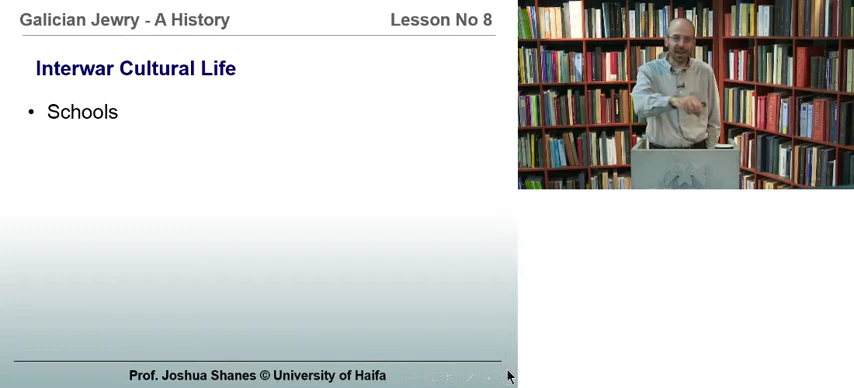 Galician Jewry - A History Lesson No 8
Interwar Cultural Life
• Schools
Prof. Joshua Shanes © University of Haifa